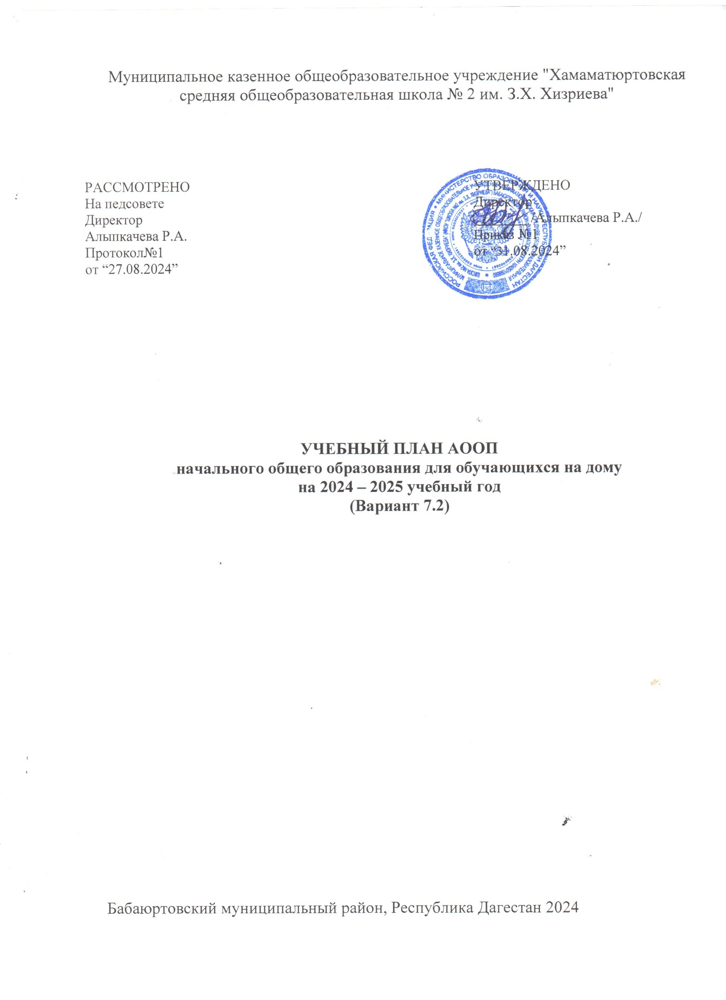 Муниципальное казенное общеобразовательное учреждение "Хамаматюртовская
средняя общеобразовательная школа № 2 им. З.Х. Хизриева"
РАССМОТРЕНО
На педсовете
Директор
Алыпкачева Р.А.
Протокол№1
от “27.08.2024”
УТВЕРЖДЕНО
Директор
/Алыпкачева Р.А./
Приказ №1
от “31.08.2024”
РОССИЙСКАЯ ФЕДЕРАЦИЯ • МИНИСТЕРСТВО ОБРАЗОВАНИЯ И НАУКИ РЕСПУБЛИКИ ДАГЕСТАН
УЧЕБНЫЙ ПЛАН АООП
начального общего образования для обучающихся на дому
на 2024 – 2025 учебный год
(Вариант 7.2)
Бабаюртовский муниципальный район, Республика Дагестан 2024